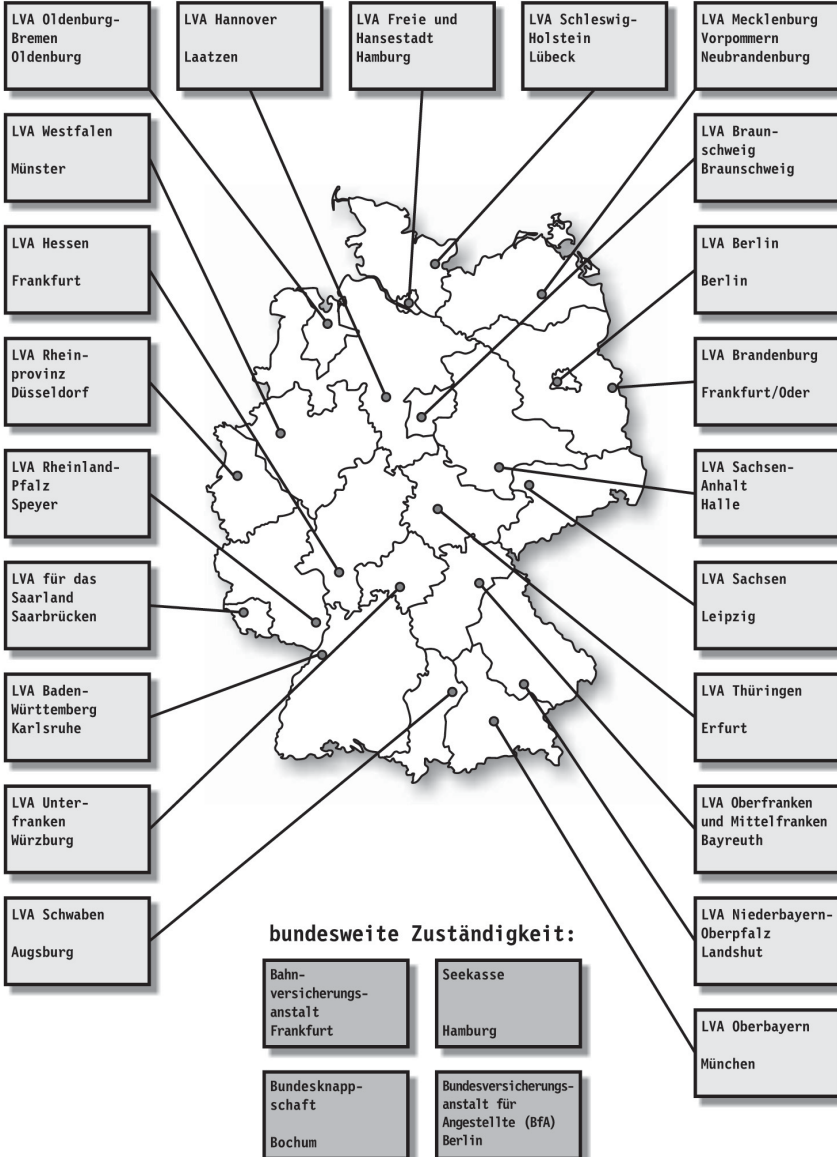 LVA Oldenburg-
Bremen
Oldenburg
LVA Hannover
Laatzen
LVA Freie und
Hansestadt
Hamburg
LVA Schleswig-
Holstein
Lübeck
LVA Mecklenburg
Vorpommern
Neubrandenburg
LVA Westfalen
Münster
LVA Braun-
schweig
Braunschweig
LVA Hessen
Frankfurt
LVA Berlin
Berlin
LVA Rhein-
provinz
Düsseldorf
LVA Brandenburg
Frankfurt/Oder
LVA Rheinland-
Pfalz
Speyer
LVA Sachsen-
Anhalt
Halle
LVA für das
Saarland
Saarbrücken
LVA Sachsen
Leipzig
LVA Baden-
Württemberg
Karlsruhe
LVA Thüringen
Erfurt
LVA Unter-
franken
Würzburg
LVA Oberfranken
und Mittelfranken
Bayreuth
LVA Schwaben
Augsburg
LVA Niederbayern-
Oberpfalz
Landshut
LVA Oberbayern
München
bundesweite Zuständigkeit:
Bahn-
versicherungs-
anstalt
Frankfurt
Seekasse
Hamburg
Bundesknapp-
schaft
Bochum
Bundesversicherungs-
anstalt für
Angestellte (BfA)
Berlin